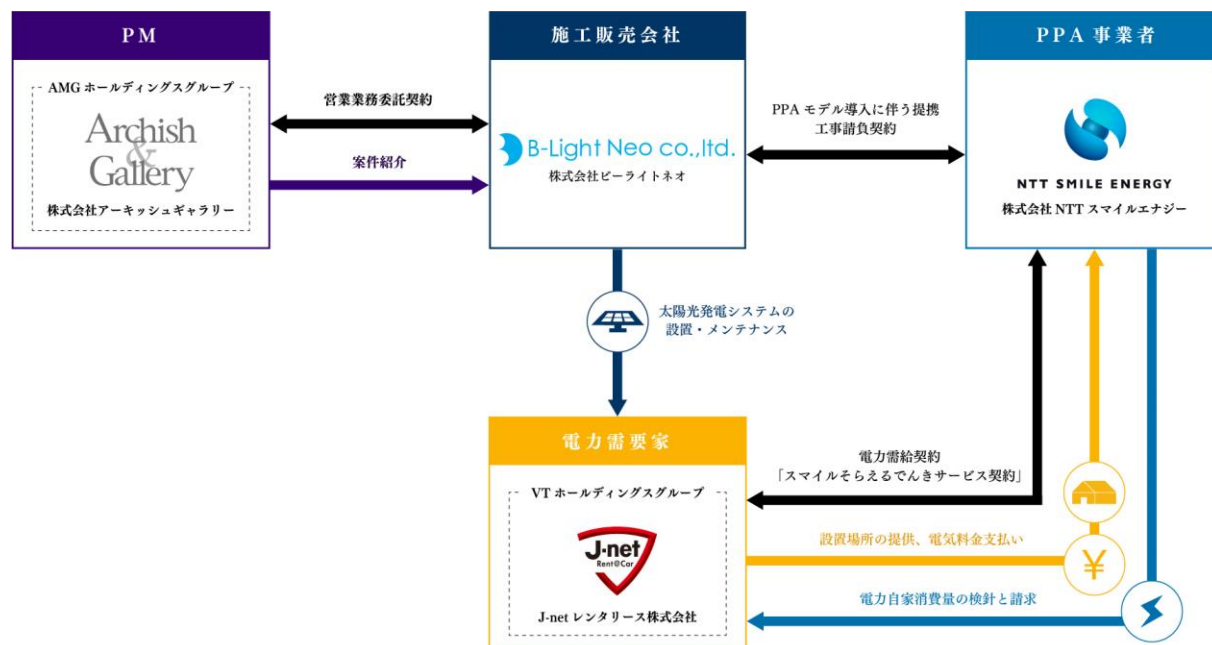 PM
AMG ホールディングスグループ
Archish
&
Gallery
株式会社アーキッシュギャラリー
営業業務委託契約
案件紹介
施工販売会社
B-Light Neo co.,ltd.
株式会社ビーライトネオ
PPA モデル導入に伴う提携
工事請負契約
PPA 事業者
NTT SMILE ENERGY
株式会社 NTT スマイルエナジー
太陽光発電システムの
設置・メンテナンス
電力需要家
VT ホールディングスグループ
J-net
Rent@Car
J-net レンタリース株式会社
電力需給契約
「スマイルそらえるでんきサービス契約」
設置場所の提供、電気料金支払い
¥
電力自家消費量の検針と請求